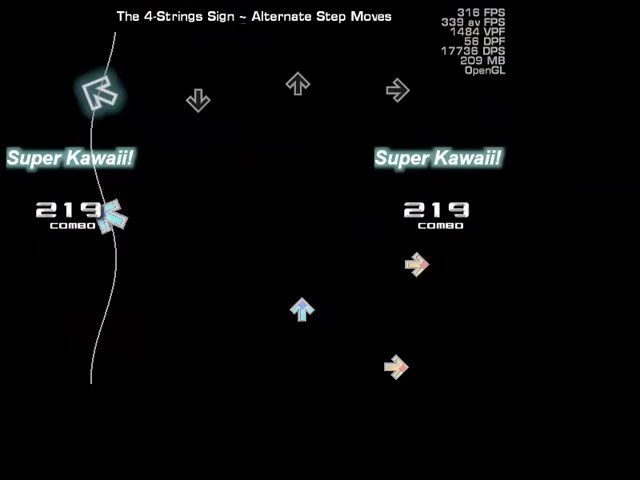 The 4-Strings Sign ~ Alternate Step Moves
316 FPS
339 av FPS
1484 VPF
56 DPF
17736 DPS
209 MB
OpenGL
Super Kawaii!
Super Kawaii!
219
COMBO
219
COMBO